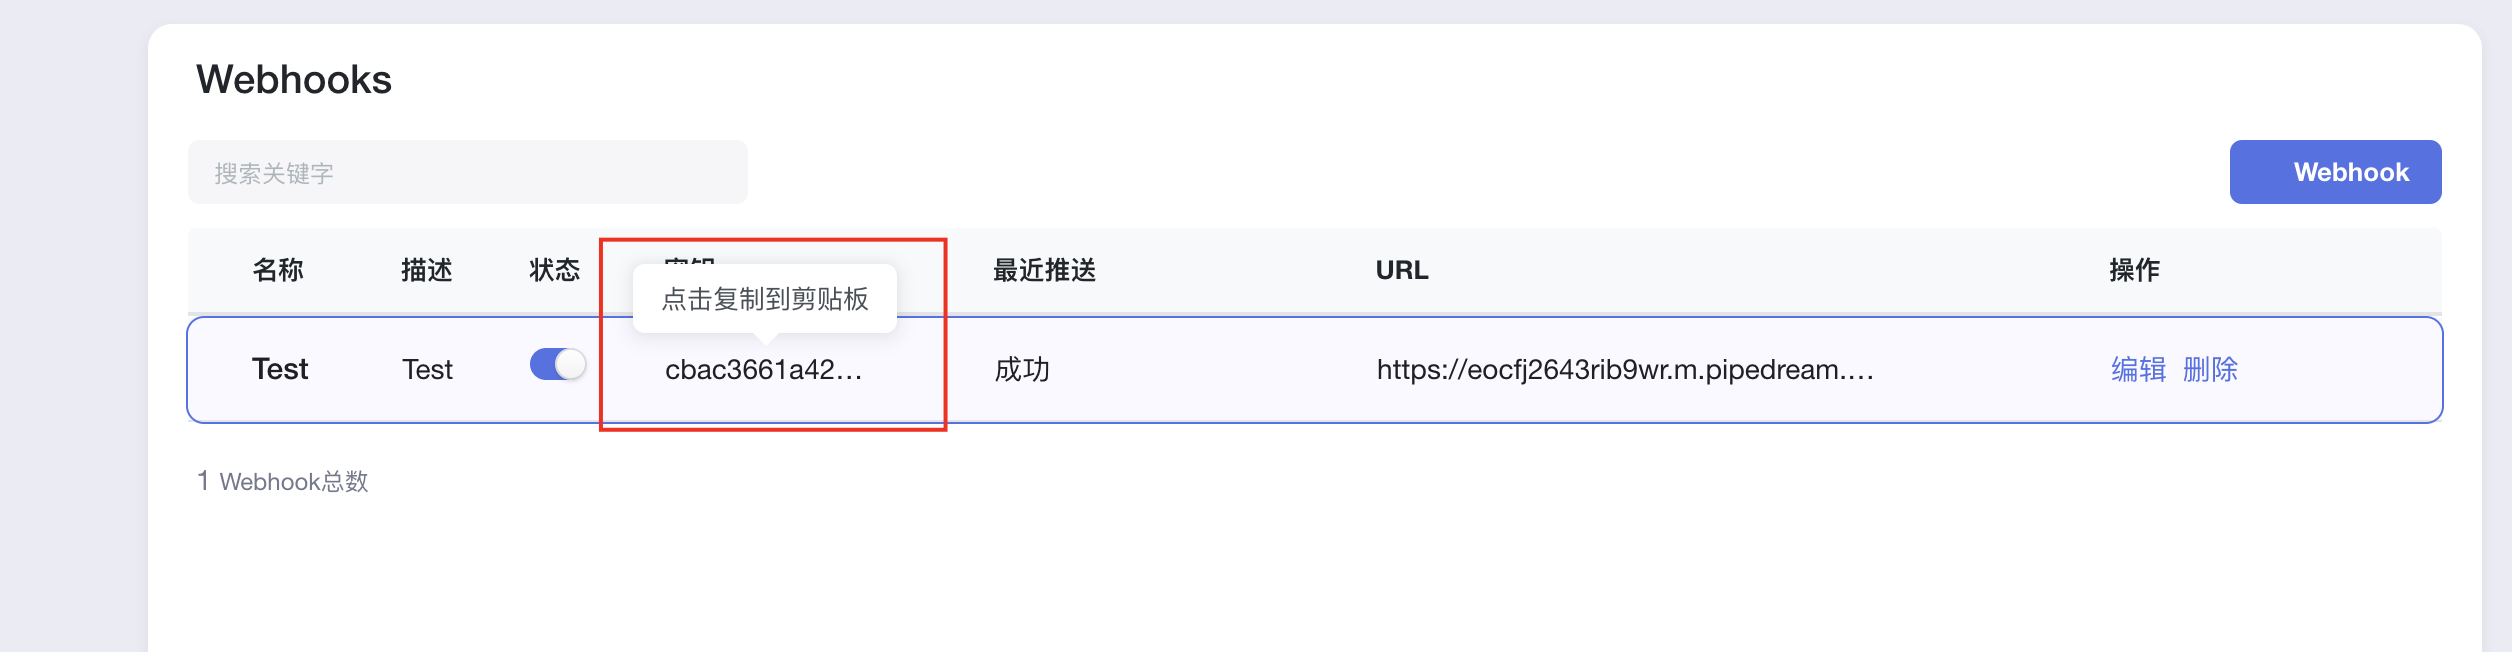 Webhooks
搜索关键字
Webhook
名称 描述 状态 最近推送 URL 操作
点击复制到剪贴板
Test Test cbac3661a42... 成功 https://eocfj2643rib9wr.m.pipedream.... 编辑 删除
1 Webhook总数